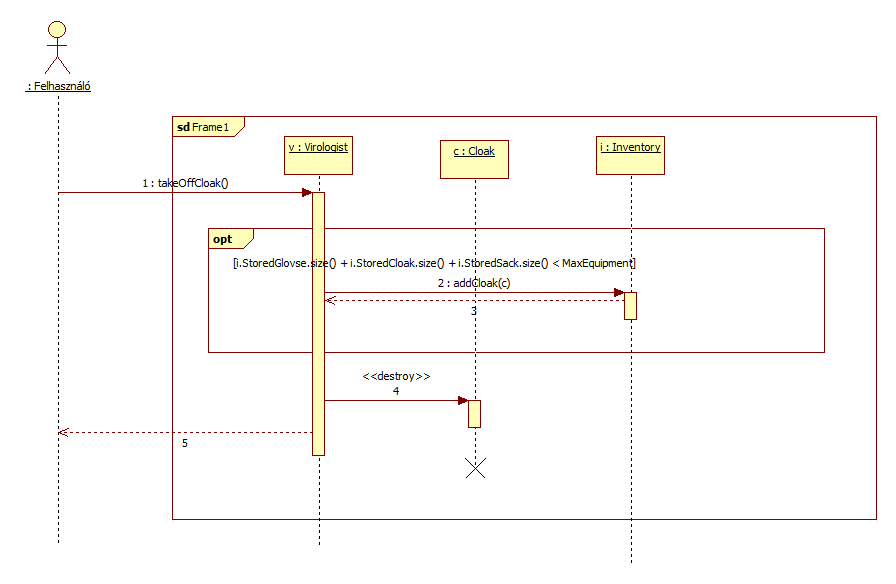 : Felhasználó
sd Frame1
v : Virologist
c : Cloak
i : Inventory
1 : takeOffCloak()
opt
[i.StoredGlovse.size() + i.StoredCloak.size() + i.StoredSack.size() < MaxEquipment]
2 : addCloak(c)
3
<<destroy>>
4
5